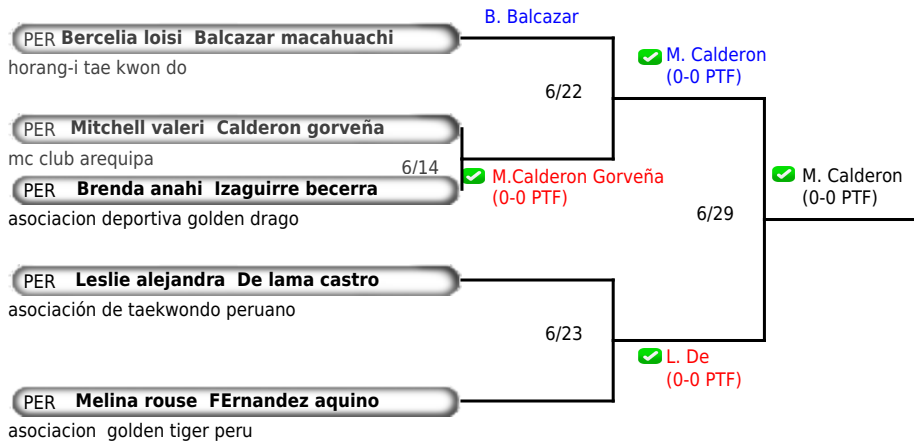 B. Balcazar
PER Bercelia loisi Balcazar macahuachi
horang-i tae kwon do
M. Calderon
(0-0 PTF)
6/22
PER Mitchell valeri Calderon gorveña
mc club arequipa
6/14
M.Calderon Gorveña
(0-0 PTF)
M. Calderon
(0-0 PTF)
PER Brenda anahi Izaguirre becerra
asociacion deportiva golden drago
6/29
PER Leslie alejandra De lama castro
asociación de taekwondo peruano
6/23
L. De
(0-0 PTF)
PER Melina rouse FErnandez aquino
asociacion golden tiger peru